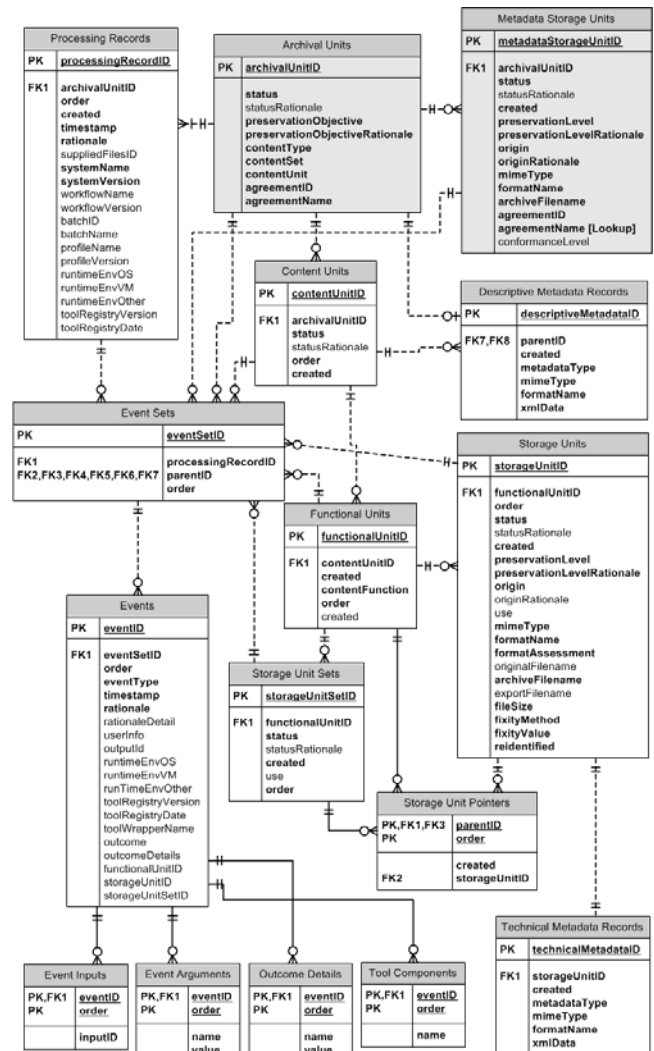 Processing Records
PK processingRecordID
FK1 archivalUnitID
order
created
timestamp
rationale
suppliedFilesID
systemName
systemVersion
workflowName
workflowVersion
batchID
batchName
profileName
profileVersion
runtimeEnvOS
runtimeEnvVM
runtimeEnvOther
toolRegistryVersion
toolRegistryDate
Archival Units
PK archivalUnitID
status
statusRationale
preservationObjective
preservationObjectiveRationale
contentType
contentSet
contentUnit
agreementID
agreementName
Metadata Storage Units
PK metadataStorageUnitID
FK1 archivalUnitID
status
statusRationale
created
preservationLevel
preservationLevelRationale
origin
originRationale
mimeType
formatName
archiveFilename
agreementID
agreementName [Lookup]
conformanceLevel
Content Units
PK contentUnitID
FK1 archivalUnitID
status
statusRationale
order
created
Descriptive Metadata Records
PK descriptiveMetadataID
FK7,FK8 parentID
created
metadataType
mimeType
formatName
xmlData
Event Sets
PK eventSetID
FK1 processingRecordID
FK2,FK3,FK4,FK5,FK6,FK7 parentID
order
Storage Units
PK storageUnitID
FK1 functionalUnitID
order
status
statusRationale
created
preservationLevel
preservationLevelRationale
origin
originRationale
use
mimeType
formatName
formatAssessment
originalFilename
archiveFilename
exportFilename
fileSize
fixityMethod
fixityValue
reidentified
Functional Units
PK functionalUnitID
FK1 contentUnitID
created
contentFunction
order
created
Events
PK eventID
FK1 eventSetID
order
eventType
timestamp
rationale
rationaleDetail
userInfo
outputId
runtimeEnvOS
runtimeEnvVM
runTimeEnvOther
toolRegistryVersion
toolRegistryDate
toolWrapperName
outcome
outcomeDetails
functionalUnitID
storageUnitID
storageUnitSetID
Storage Unit Sets
PK storageUnitSetID
FK1 functionalUnitID
status
statusRationale
created
use
order
Storage Unit Pointers
PK,FK1,FK3 parentID
PK order
created
FK2 storageUnitID
Event Inputs
PK,FK1 eventID
PK order
inputID
Event Arguments
PK,FK1 eventID
PK order
name
value
Outcome Details
PK,FK1 eventID
PK order
name
value
Tool Components
PK,FK1 eventID
PK order
name
Technical Metadata Records
PK technicalMetadataID
FK1 storageUnitID
created
metadataType
mimeType
formatName
xmlData